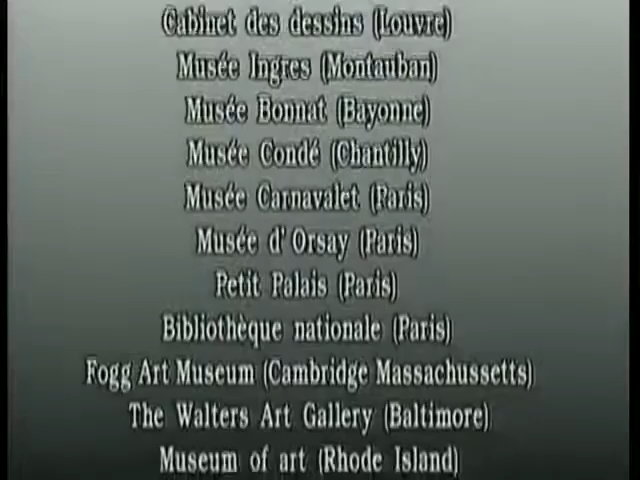 Cabinet des dessins (Louvre)
Musée Ingres (Montauban)
Musée Bonnat (Bayonne)
Musée Condé (Chantilly)
Musée Carnavalet (Paris)
Musée d'Orsay (Paris)
Petit Palais (Paris)
Bibliothèque nationale (Paris)
Fogg Art Museum (Cambridge Massachussetts)
The Walters Art Gallery (Baltimore)
Museum of art (Rhode Island)